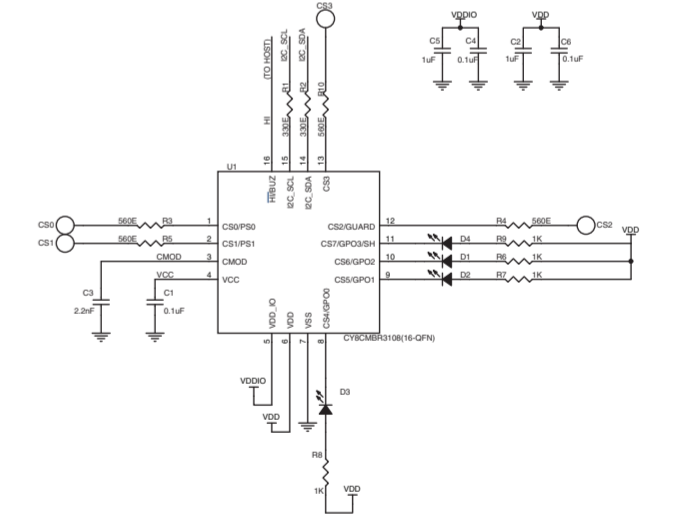 CS3
VDDIO
VDD
C5
C4
C2
C6
1uF
0.1uF
1uF
0.1uF
(TO HOST)
HI
I2C_SCL
I2C_SDA
R1
R2
R10
330E
330E
560E
U1
16
15
14
13
HI/BUZ
I2C_SCL
I2C_SDA
CS3
CS0
560E
R3
1
CS0/PS0
CS1
560E
R5
2
CS1/PS1
CMOD
3
CMOD
VCC
4
VCC
C3
2.2nF
C1
0.1uF
CS2/GUARD
12
R4
560E
CS2
CS7/GPO3/SH
11
D4
R9
1K
VDD
CS6/GPO2
10
D1
R6
1K
CS5/GPO1
9
D2
R7
1K
VDD_IO
VDD
VSS
CS4/GPO0
5
6
7
8
CY8CMBR3108(16-QFN)
VDDIO
VDD
D3
R8
1K
VDD